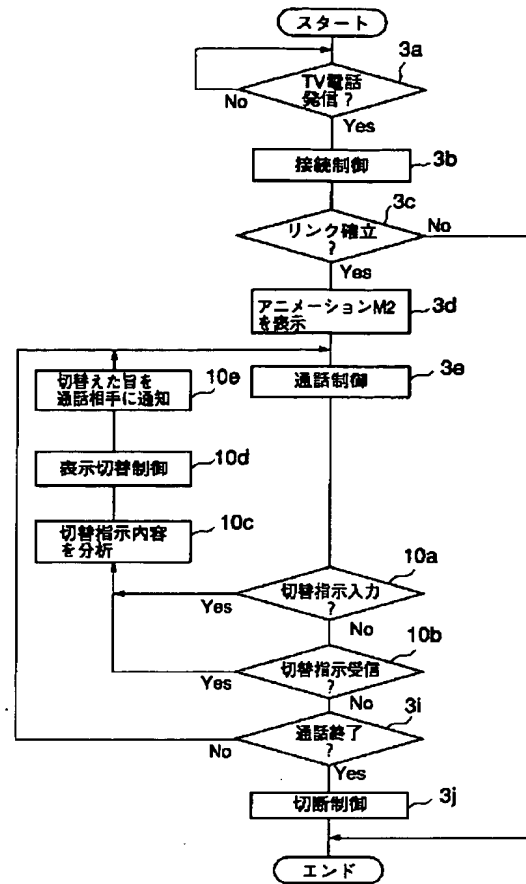 スタート
3a
TV電話
発信?
No
Yes
接続制御
3b
3c
リンク確立
?
No
Yes
アニメーションM2
を表示
3d
切替えた旨を
通話相手に通知
10e
通話制御
3e
表示切替制御
10d
切替指示内容
を分析
10c
10a
切替指示入力
?
Yes
No
10b
切替指示受信
?
Yes
No
3i
通話終了
?
No
Yes
切断制御
3j
エンド